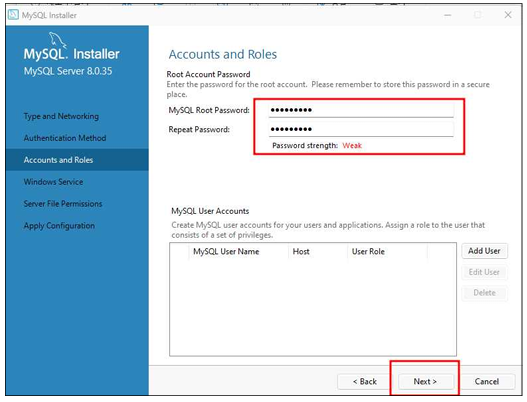 MySQL Installer
MySQL. Installer
MySQL Server 8.0.35
Type and Networking
Authentication Method
Accounts and Roles
Windows Service
Server File Permissions
Apply Configuration
Accounts and Roles
Root Account Password
Enter the password for the root account. Please remember to store this password in a secure
place.
MySQL Root Password: •••••••••
Repeat Password: •••••••••
Password strength: Weak
MySQL User Accounts
Create MySQL user accounts for your users and applications. Assign a role to the user that
consists of a set of privileges.
MySQL User Name Host User Role
Add User
Edit User
Delete
< Back Next > Cancel